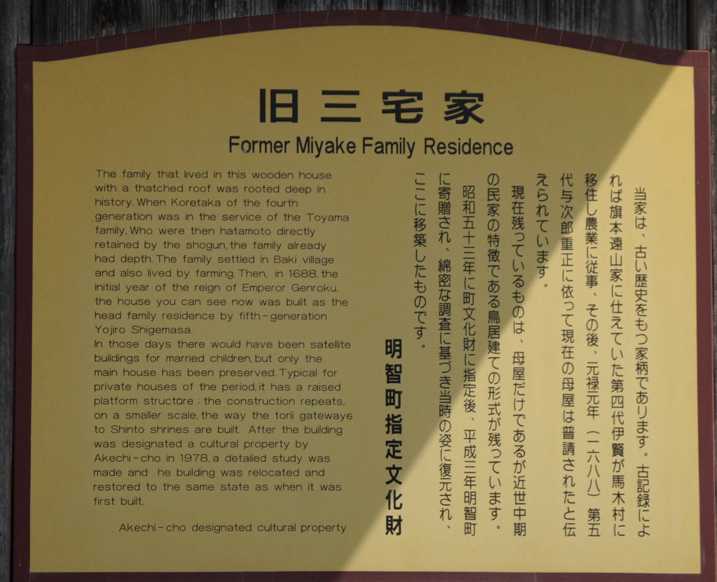 旧三宅家
Former Miyake Family Residence
The family that lived in this wooden house
with a thatched roof was rooted deep in
history. When Koretaka of the fourth
generation was in the service of the Toyama
family, Who were then hatamoto directly
retained by the shogun, the family already
had depth. The family settled in Baki village
and also lived by farming. Then, in 1688, the
initial year of the reign of Emperor Genroku,
the house you can see now was built as the
head family residence by fifth-generation
Yojiro Shigemasa.
In those days there would have been satellite
buildings for married children, but only the
main house has been preserved. Typical for
private houses of the period, it has a raised
platform structure : the construction repeats,
on a smaller scale, the way the torii gateways
to Shinto shrines are built. After the building
was designated a cultural property by
Akechi-cho in 1978, a detailed study was
made and he building was relocated and
restored to the same state as when it was
first built.
Akechi-cho designated cultural property
当家は、古い歴史をもつ家柄であります。古記録によ
れば旗本遠山家に仕えていた第四代伊賢が馬木村に
移住し農業に従事、その後、元禄元年（一六八八）第五
代与次郎重正に依って現在の母屋は普請されたと伝
えられています。
現在残っているものは、母屋だけであるが近世中期
の民家の特徴である鳥居建ての形式が残っています。
昭和五十三年に町文化財に指定後、平成三年明智町
に寄贈され、綿密な調査に基づき当時の姿に復元され、
ここに移築したものです。
明智町指定文化財